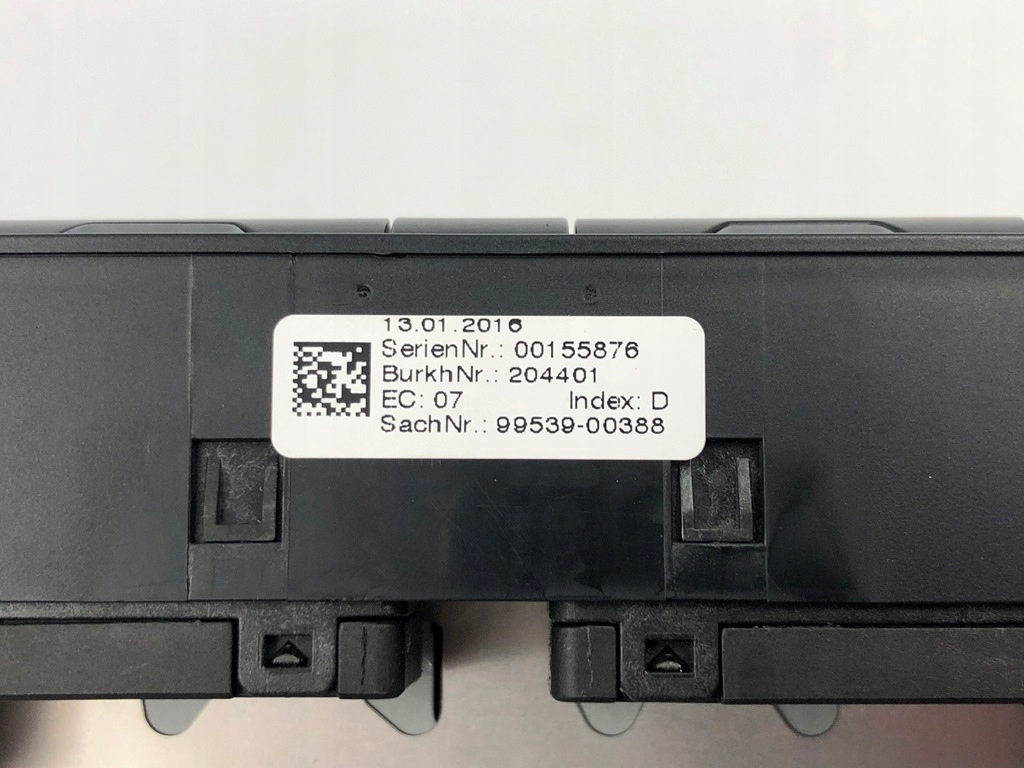 13.01.2016
SerienNr.: 00155876
BurkhNr.: 204401
EC: 07 Index: D
SachNr.: 99539-00388